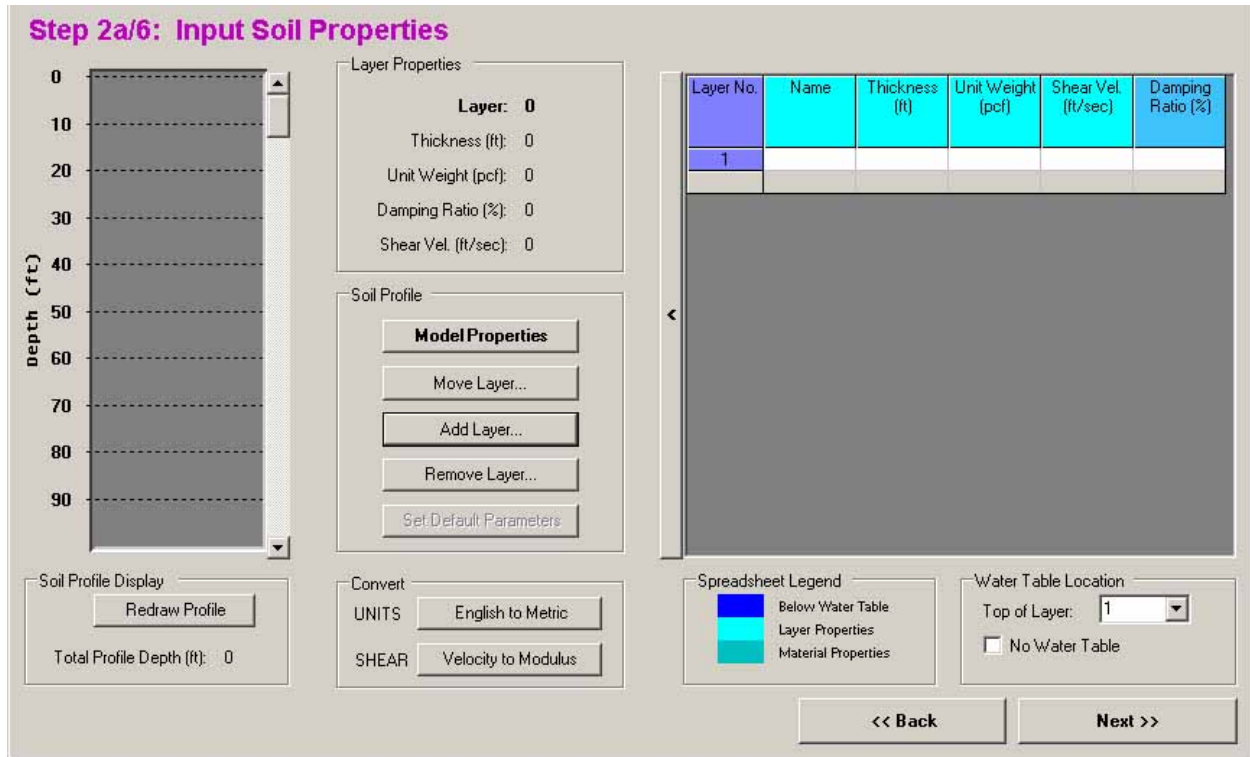 Step 2a/6: Input Soil Properties
0
10
20
30
40
50
60
70
80
90
Depth (ft)
Layer Properties
Layer: 0
Thickness (ft): 0
Unit Weight (pcf): 0
Damping Ratio (%): 0
Shear Vel. (ft/sec): 0
Soil Profile
Model Properties
Move Layer...
Add Layer...
Remove Layer...
Set Default Parameters
<
Layer No. Name Thickness (ft) Unit Weight (pcf) Shear Vel. (ft/sec) Damping Ratio (%)
1
Soil Profile Display
Redraw Profile
Total Profile Depth (ft): 0
Convert
UNITS English to Metric
SHEAR Velocity to Modulus
Spreadsheet Legend
Below Water Table
Layer Properties
Material Properties
Water Table Location
Top of Layer: 1
No Water Table
<< Back
Next >>